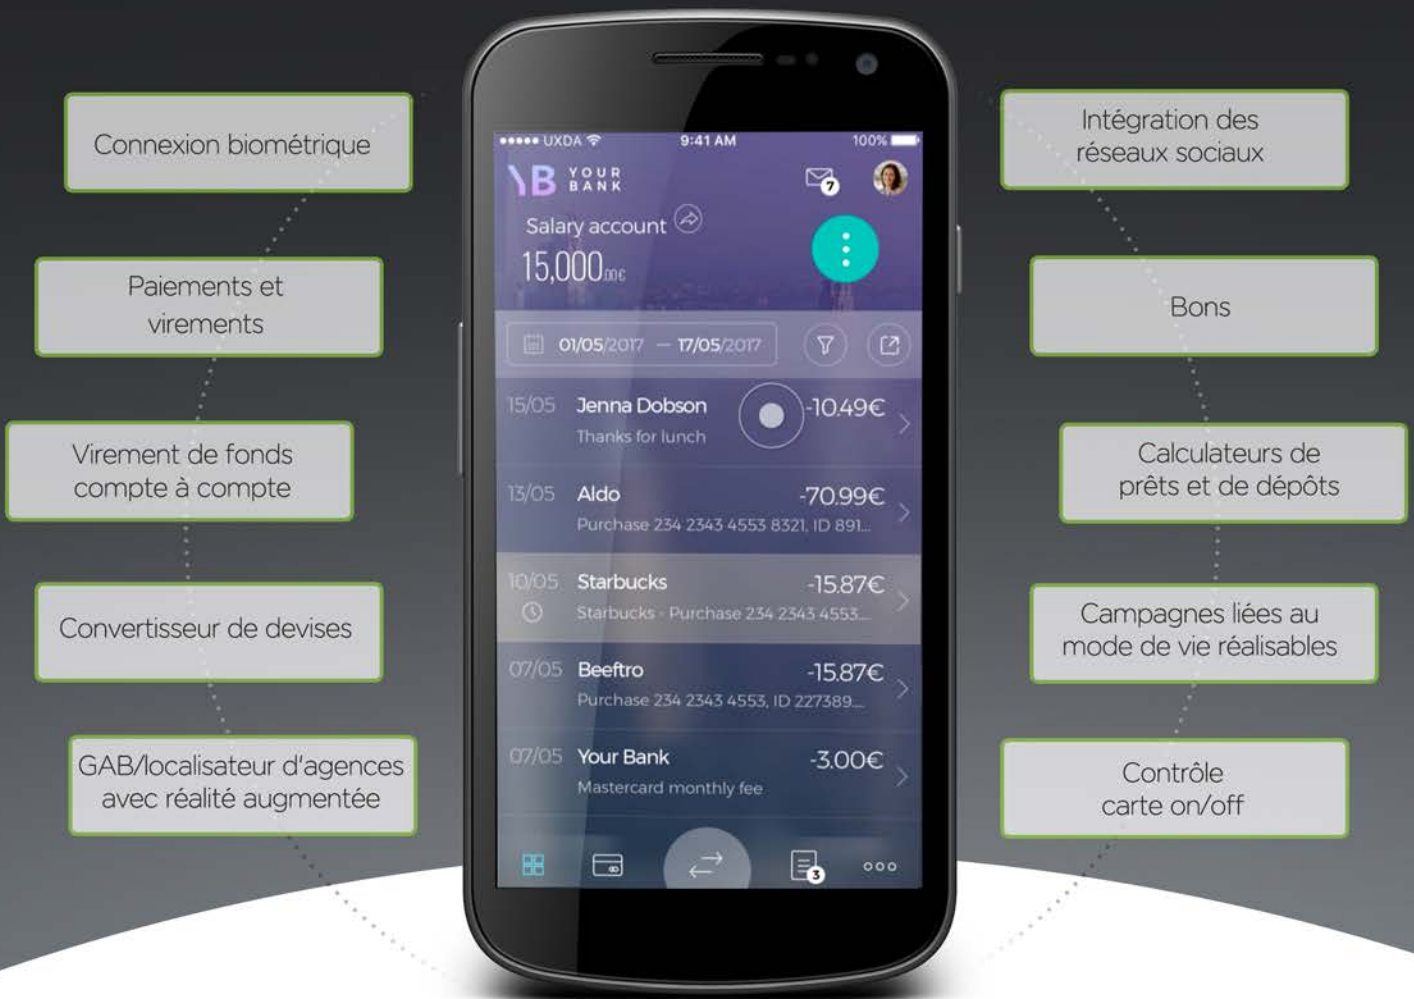 Connexion biométrique
Paiements et
virements
Virement de fonds
compte à compte
Convertisseur de devises
GAB/localisateur d'agences
avec réalité augmentée
UXDA
9:41 AM
100%
YB YOUR
BANK
7
Salary account
15,000.00€
01/05/2017 — 17/05/2017
15/05 Jenna Dobson -10.49€
Thanks for lunch
13/05 Aldo -70.99€
Purchase 234 2343 4553 8321, ID 891...
10/05 Starbucks -15.87€
Starbucks - Purchase 234 2343 4553...
07/05 Beeftro -15.87€
Purchase 234 2343 4553, ID 227389...
07/05 Your Bank -3.00€
Mastercard monthly fee
3
Intégration des
réseaux sociaux
Bons
Calculateurs de
prêts et de dépôts
Campagnes liées au
mode de vie réalisables
Contrôle
carte on/off